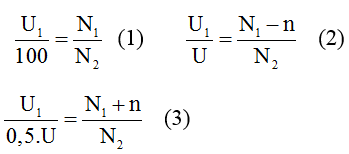 U₁/100 = N₁/N₂ (1) U₁/U = (N₁ − n)/N₂ (2)
U₁/0,5.U = (N₁ + n)/N₂ (3)